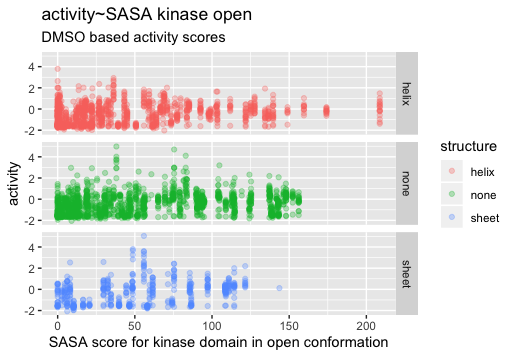 activity~SASA kinase open
DMSO based activity scores
activity
4
2
0
-2
helix
4
2
0
-2
none
4
2
0
-2
sheet
0
50
100
150
200
SASA score for kinase domain in open conformation
structure
helix
none
sheet